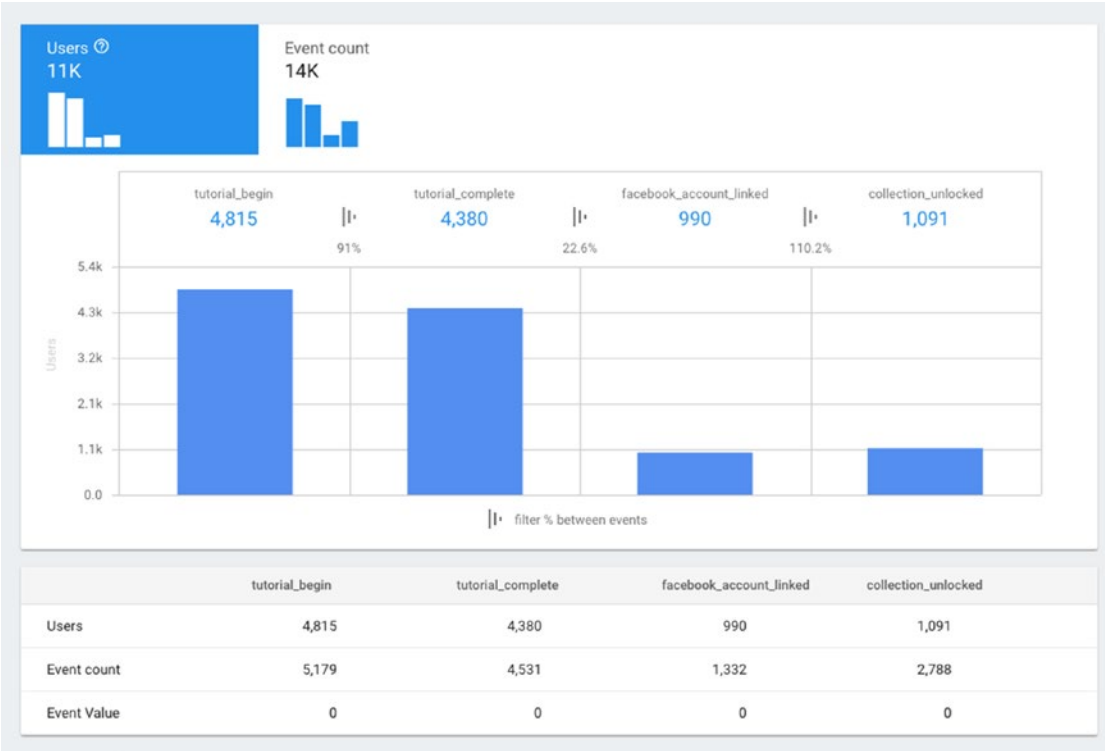 Users Event count
11K 14K
tutorial_begin tutorial_complete facebook_account_linked collection_unlocked
4,815 4,380 990 1,091
91% 22.6% 110.2%
5.4k
4.3k
3.2k
2.1k
1.1k
0.0
Users
filter % between events
tutorial_begin tutorial_complete facebook_account_linked collection_unlocked
Users 4,815 4,380 990 1,091
Event count 5,179 4,531 1,332 2,788
Event Value 0 0 0 0